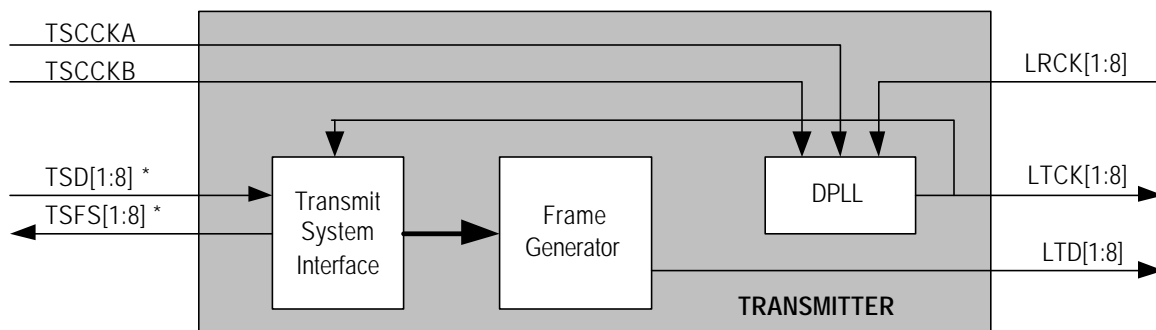 TSCCKA
TSCCKB
LRCK[1:8]
TSD[1:8] *
TSFS[1:8] *
Transmit
System
Interface
Frame
Generator
DPLL
LTCK[1:8]
LTD[1:8]
TRANSMITTER